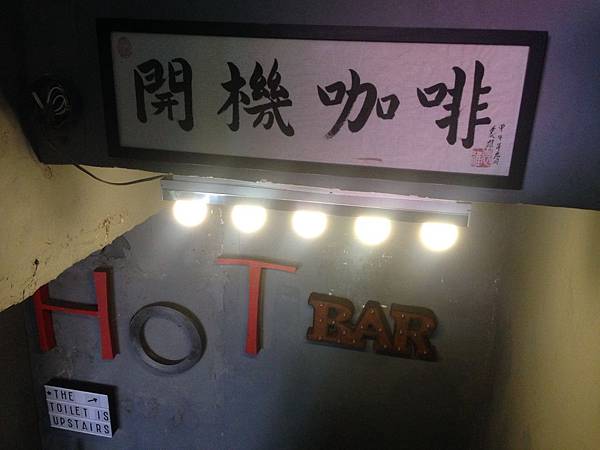 開機咖啡
HOT BAR
THE
TOILET IS
UPSTAIRS